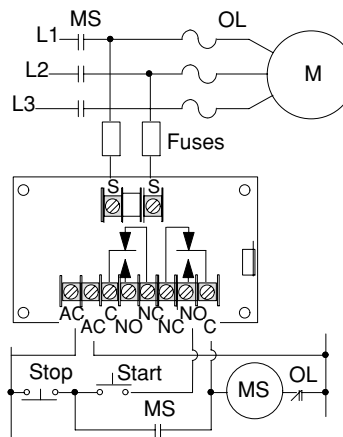 MS OL
L1
L2 M
L3
Fuses
S S
AC C NC NO
AC NO NC C
Stop Start MS OL
MS